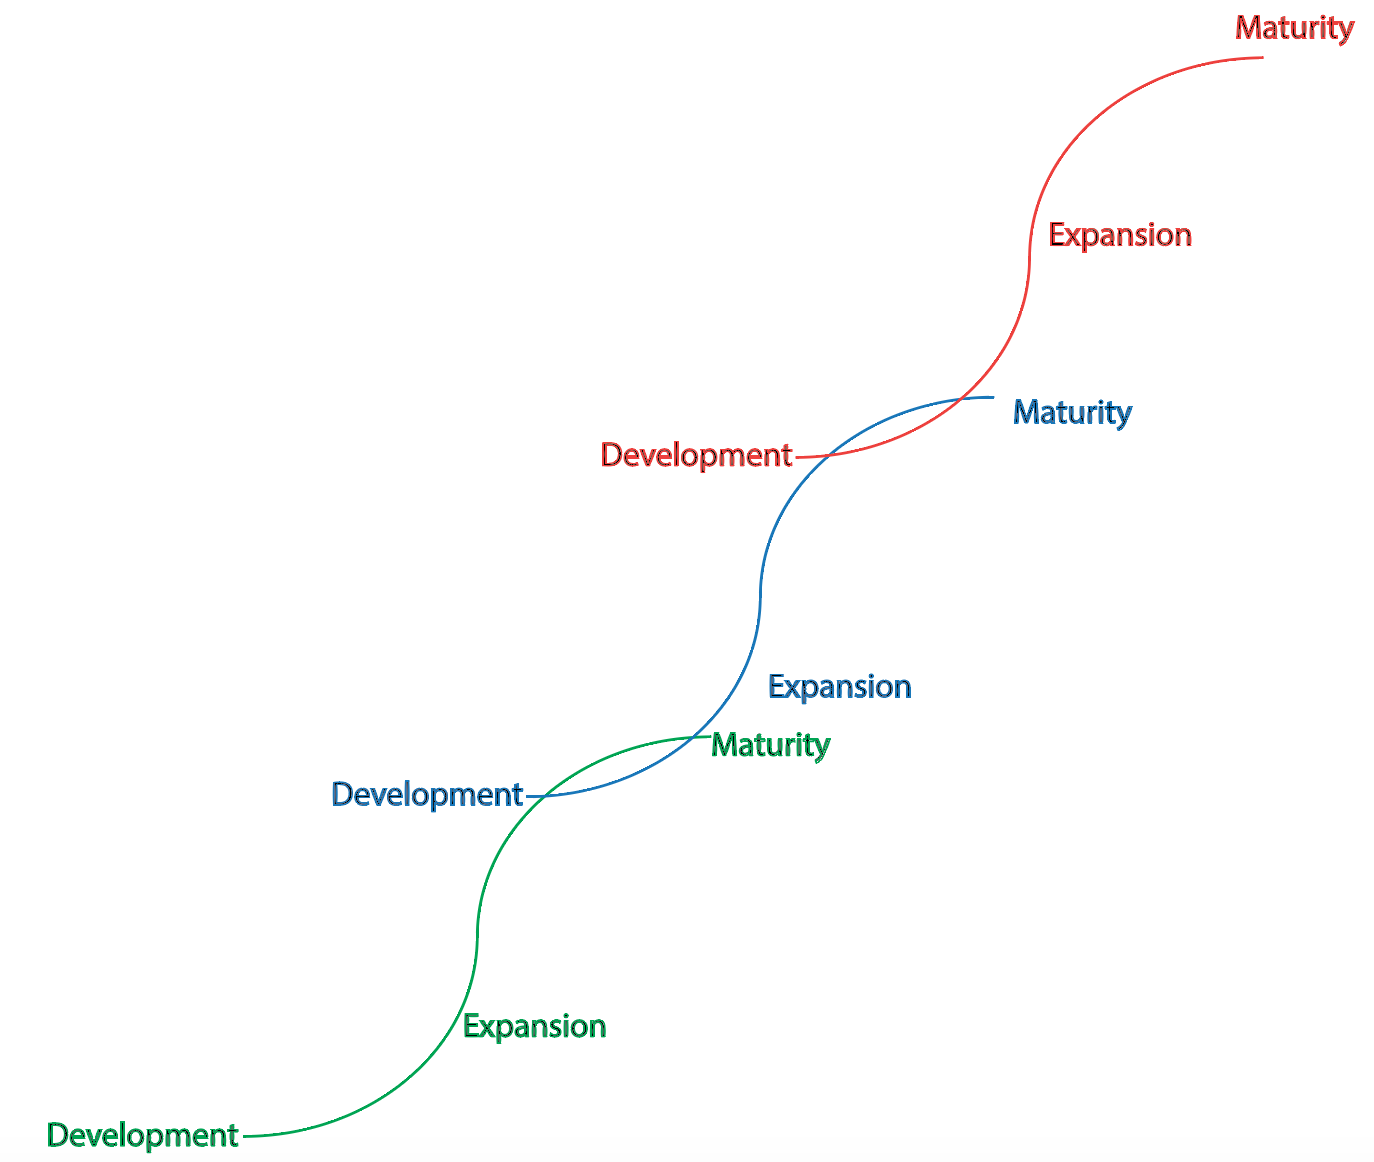 Maturity
Expansion
Maturity
Development
Expansion
Maturity
Development
Expansion
Development